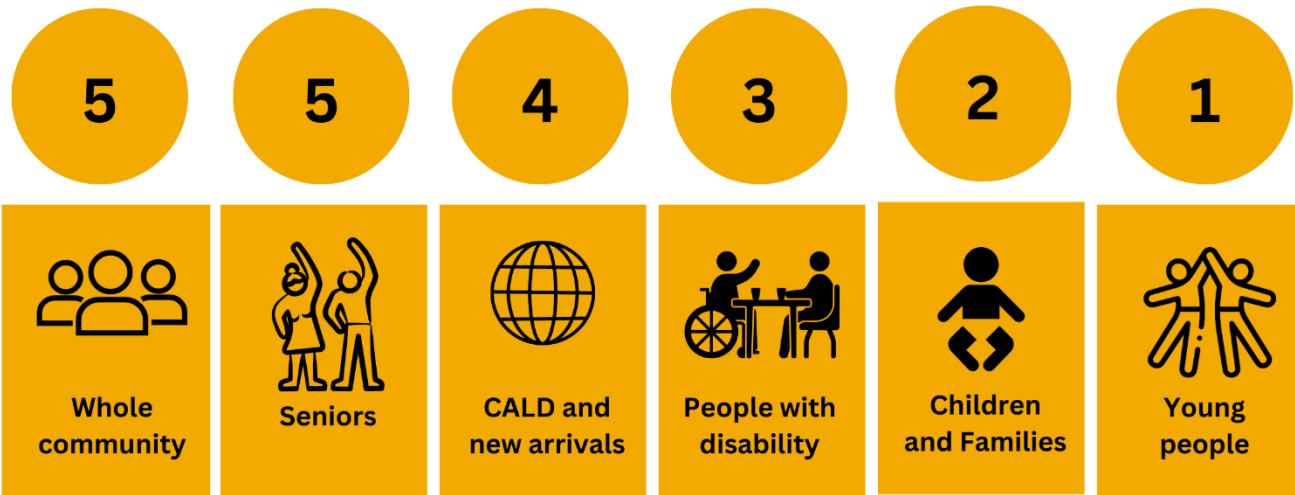 5
5
4
3
2
1
Whole
community
Seniors
CALD and
new arrivals
People with
disability
Children
and Families
Young
people